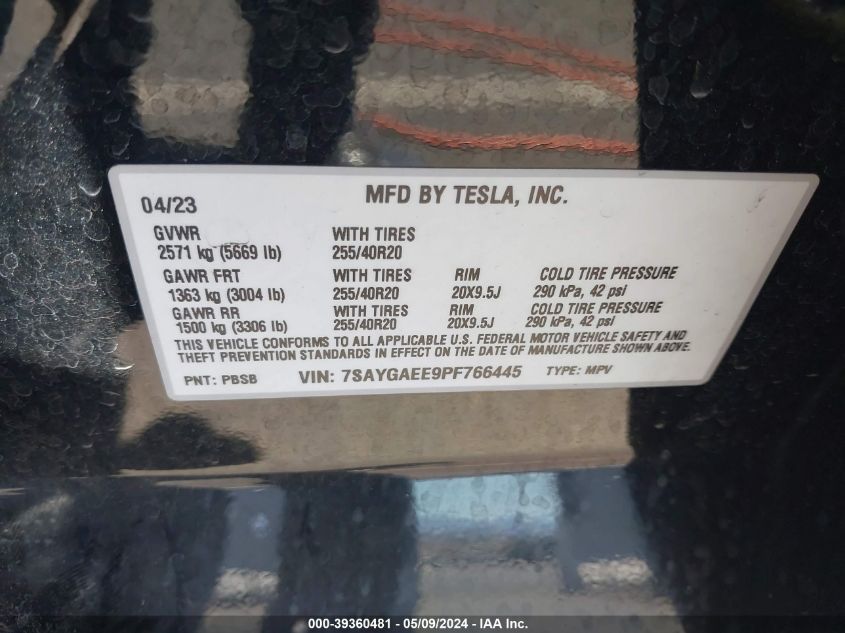 MFD BY TESLA, INC.
04/23
GVWR WITH TIRES
2571 kg (5669 lb) 255/40R20
GAWR FRT WITH TIRES RIM COLD TIRE PRESSURE
1363 kg (3004 lb) 255/40R20 20X9.5J 290 kPa, 42 psi
GAWR RR WITH TIRES RIM COLD TIRE PRESSURE
1500 kg (3306 lb) 255/40R20 20X9.5J 290 kPa, 42 psi
THIS VEHICLE CONFORMS TO ALL APPLICABLE U.S. FEDERAL MOTOR VEHICLE SAFETY AND
THEFT PREVENTION STANDARDS IN EFFECT ON THE DATE OF MANUFACTURE SHOWN ABOVE.
PNT: PBSB VIN: 7SAYGAEE9PF766445 TYPE: MPV
000-39360481 - 05/09/2024 - IAA Inc.